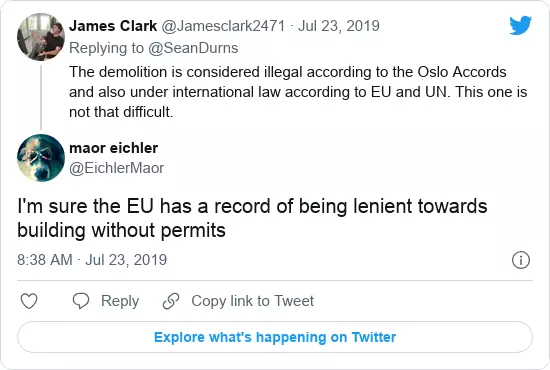 James Clark @Jamesclark2471 · Jul 23, 2019
Replying to @SeanDurns
The demolition is considered illegal according to the Oslo Accords
and also under international law according to EU and UN. This one is
not that difficult.
maor eichler
@EichlerMaor
I'm sure the EU has a record of being lenient towards
building without permits
8:38 AM · Jul 23, 2019
Reply Copy link to Tweet
Explore what's happening on Twitter